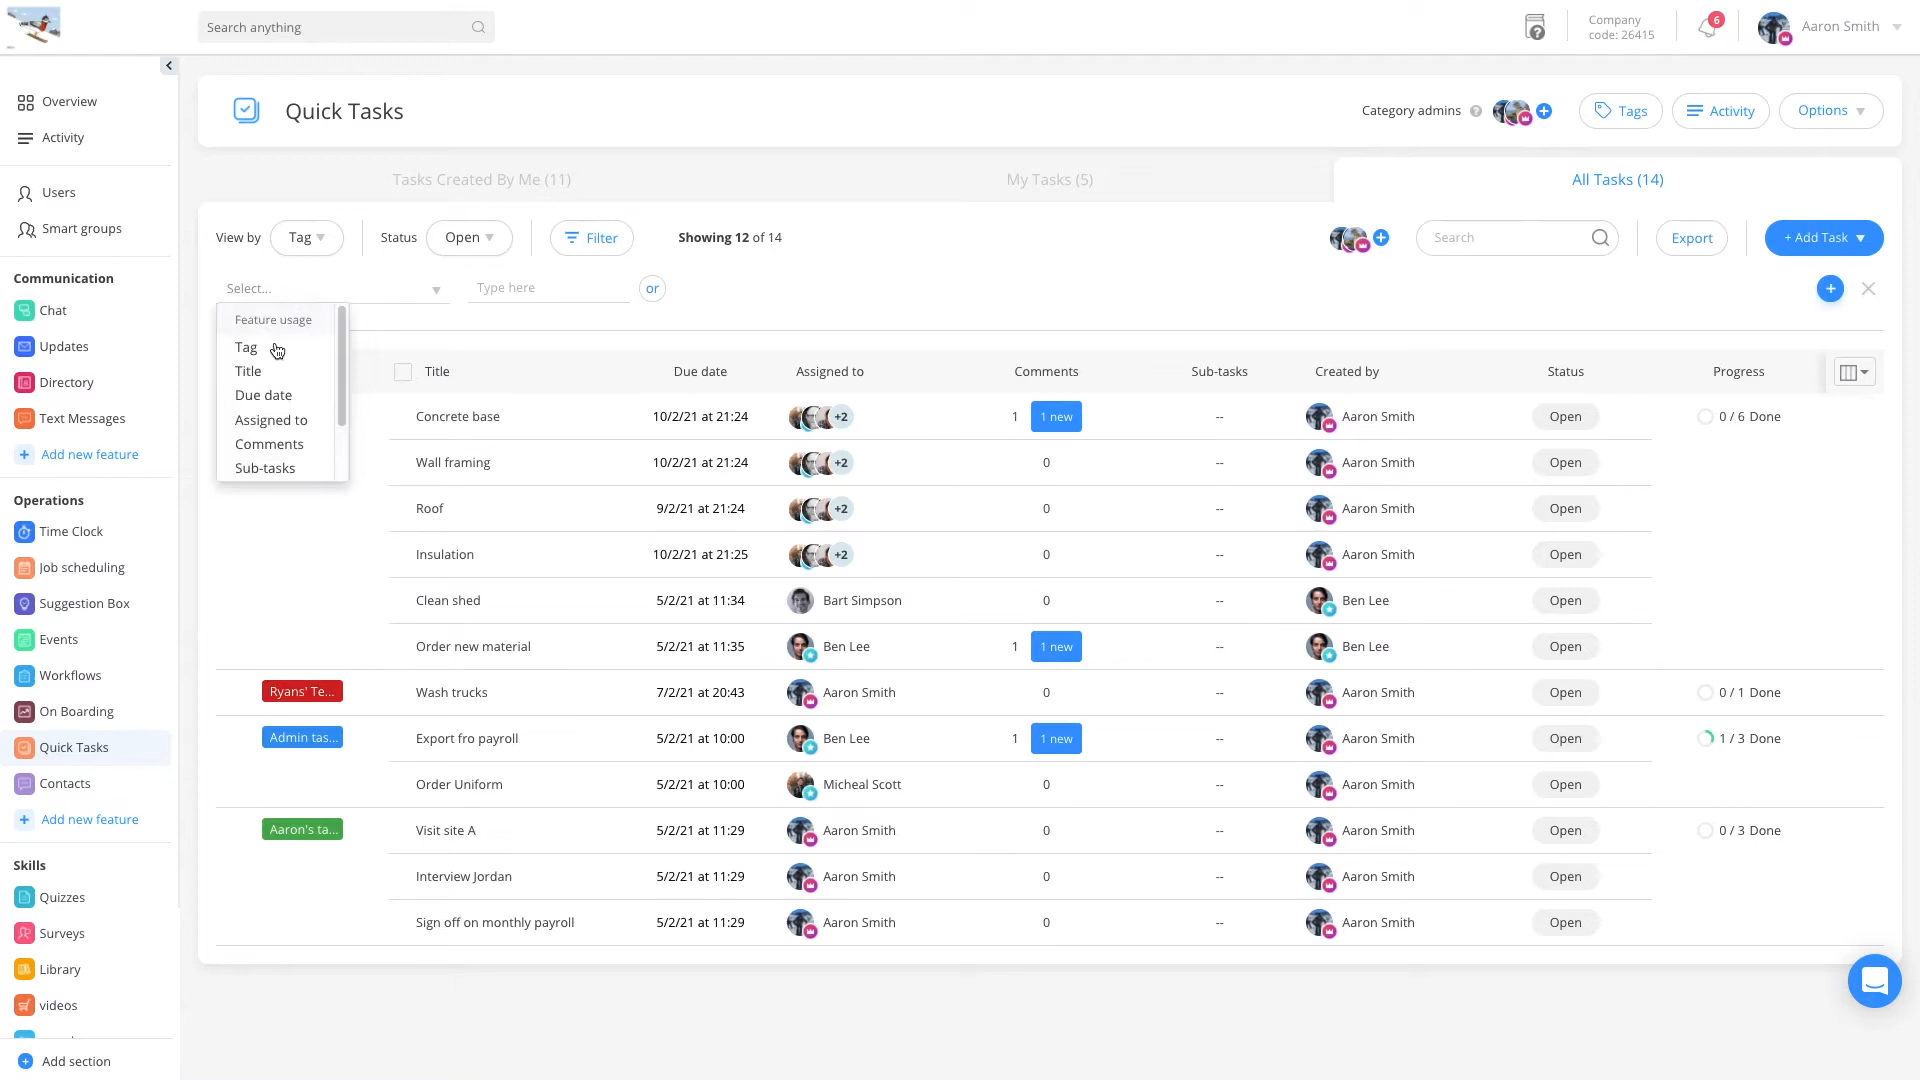 Search anything
Company
code: 26415
6
Aaron Smith
Overview
Activity
Users
Smart groups
Communication
Chat
Updates
Directory
Text Messages
+ Add new feature
Operations
Time Clock
Job scheduling
Suggestion Box
Events
Workflows
On Boarding
Quick Tasks
Contacts
+ Add new feature
Skills
Quizzes
Surveys
Library
videos
+ Add section
Quick Tasks
Category admins ? +
Tags
Activity
Options
Tasks Created By Me (11)
My Tasks (5)
All Tasks (14)
View by Tag
Status Open
Filter
Showing 12 of 14
+
Search
Export
+ Add Task
Select...
Type here
or
+
Feature usage
Tag
Title
Due date
Assigned to
Comments
Sub-tasks
Title Due date Assigned to Comments Sub-tasks Created by Status Progress
Concrete base 10/2/21 at 21:24 +2 1 1 new -- Aaron Smith Open 0 / 6 Done
Wall framing 10/2/21 at 21:24 +2 0 -- Aaron Smith Open
Roof 9/2/21 at 21:24 +2 0 -- Aaron Smith Open
Insulation 10/2/21 at 21:25 +2 0 -- Aaron Smith Open
Clean shed 5/2/21 at 11:34 Bart Simpson 0 -- Ben Lee Open
Order new material 5/2/21 at 11:35 Ben Lee 1 1 new -- Ben Lee Open
Ryans' Te... Wash trucks 7/2/21 at 20:43 Aaron Smith 0 -- Aaron Smith Open 0 / 1 Done
Admin tas... Export fro payroll 5/2/21 at 10:00 Ben Lee 1 1 new -- Aaron Smith Open 1 / 3 Done
Order Uniform 5/2/21 at 10:00 Micheal Scott 0 -- Aaron Smith Open
Aaron's ta... Visit site A 5/2/21 at 11:29 Aaron Smith 0 -- Aaron Smith Open 0 / 3 Done
Interview Jordan 5/2/21 at 11:29 Aaron Smith 0 -- Aaron Smith Open
Sign off on monthly payroll 5/2/21 at 11:29 Aaron Smith 0 -- Aaron Smith Open